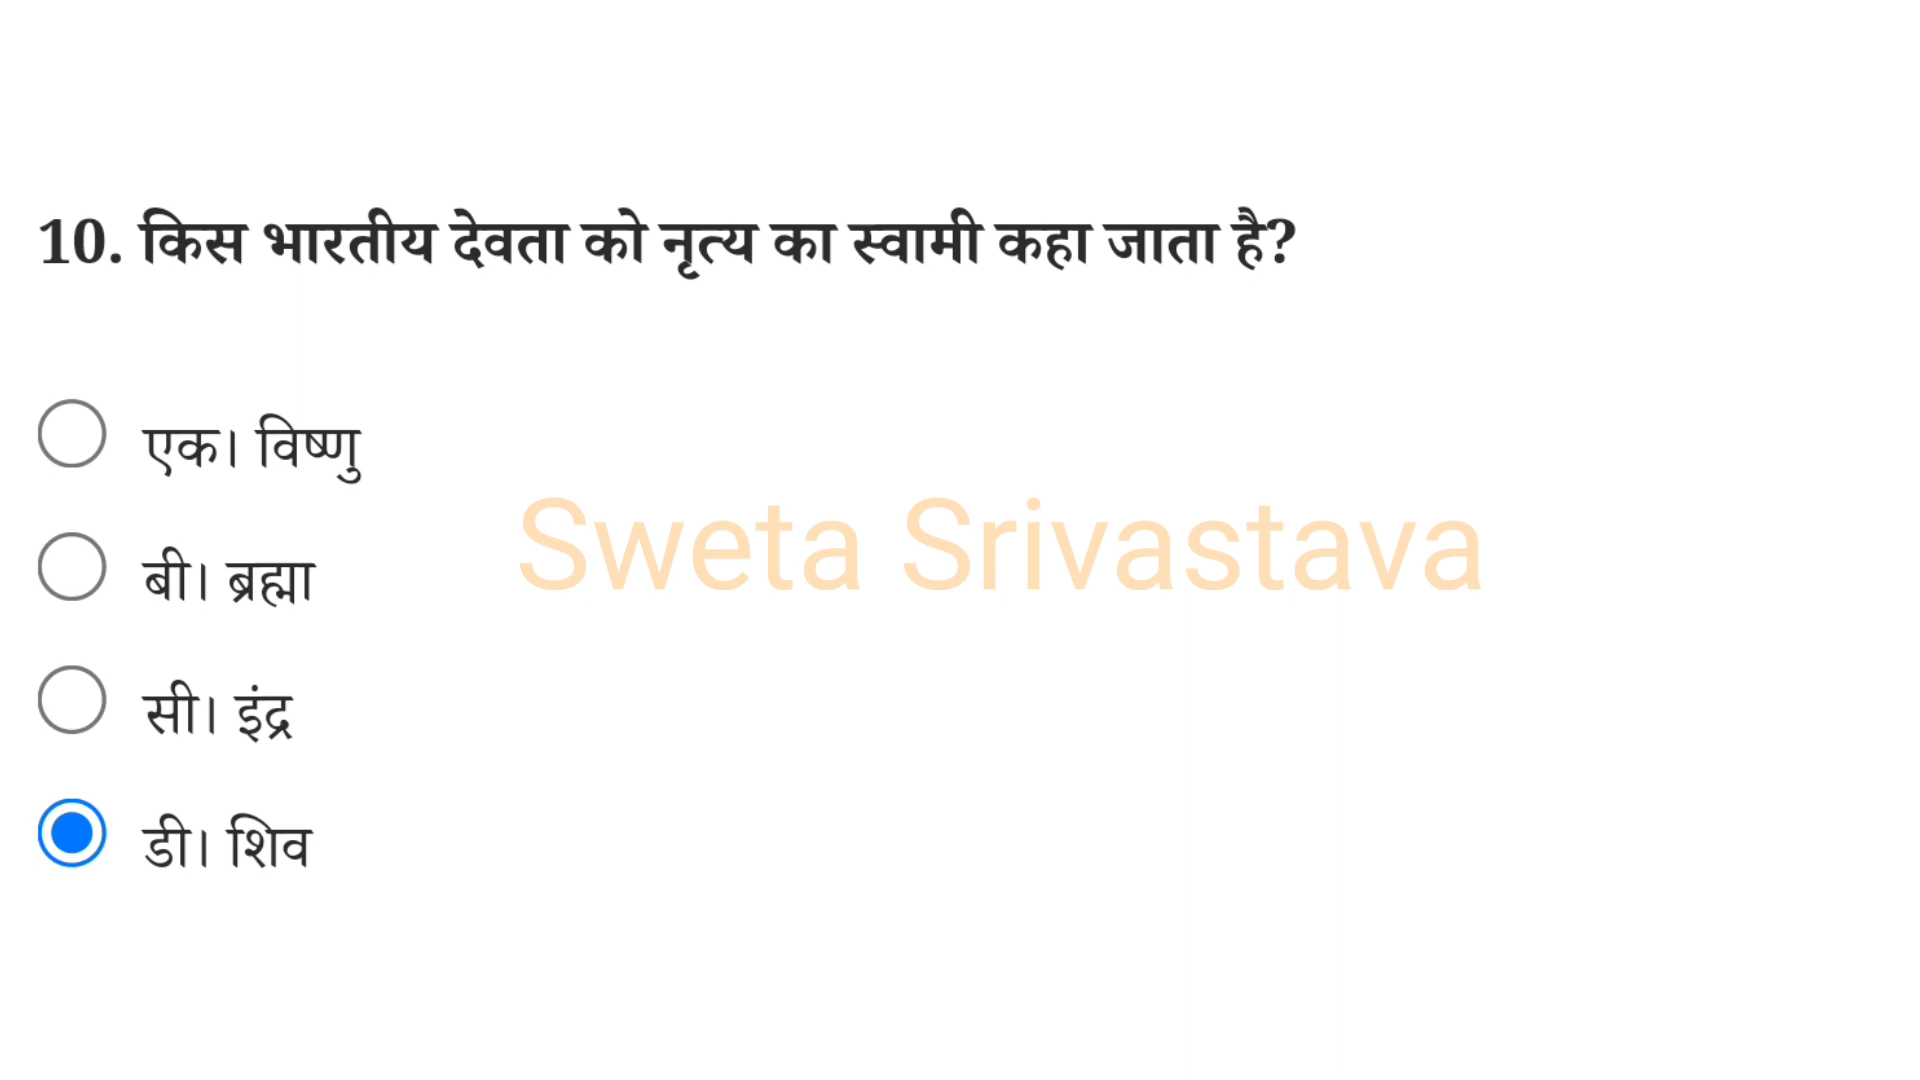 10. किस भारतीय देवता को नृत्य का स्वामी कहा जाता है?
एक। विष्णु
बी। ब्रह्मा
सी। इंद्र
डी। शिव
Sweta Srivastava